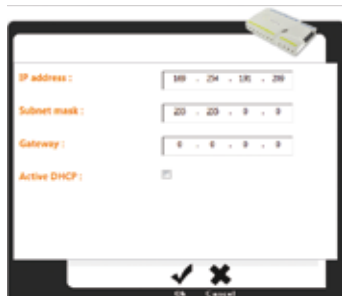 IP address :
169 . 254 . 191 .
Subnet mask :
255 . 255 . 0 . 0
Gateway :
0 . 0 . 0 . 0
Active DHCP :
Ok Cancel